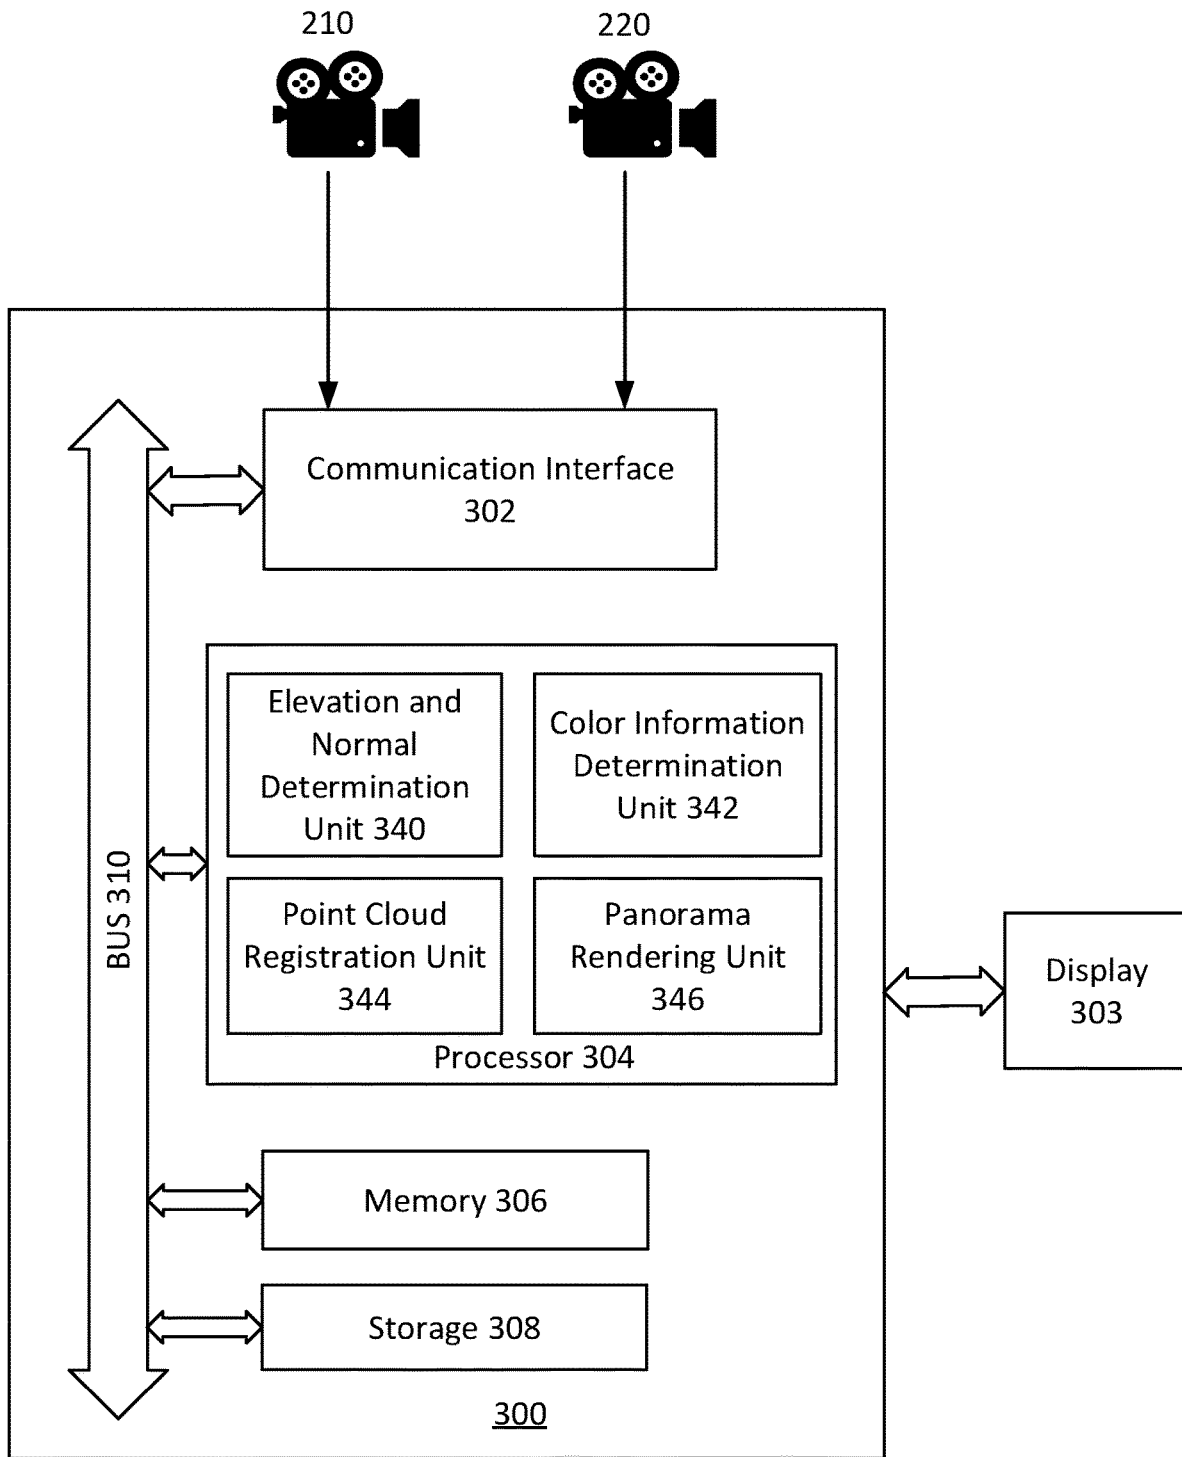 210
220
Communication Interface
302
Elevation and
Normal
Determination
Unit 340
Color Information
Determination
Unit 342
BUS 310
Point Cloud
Registration Unit
344
Panorama
Rendering Unit
346
Processor 304
Display
303
Memory 306
Storage 308
300